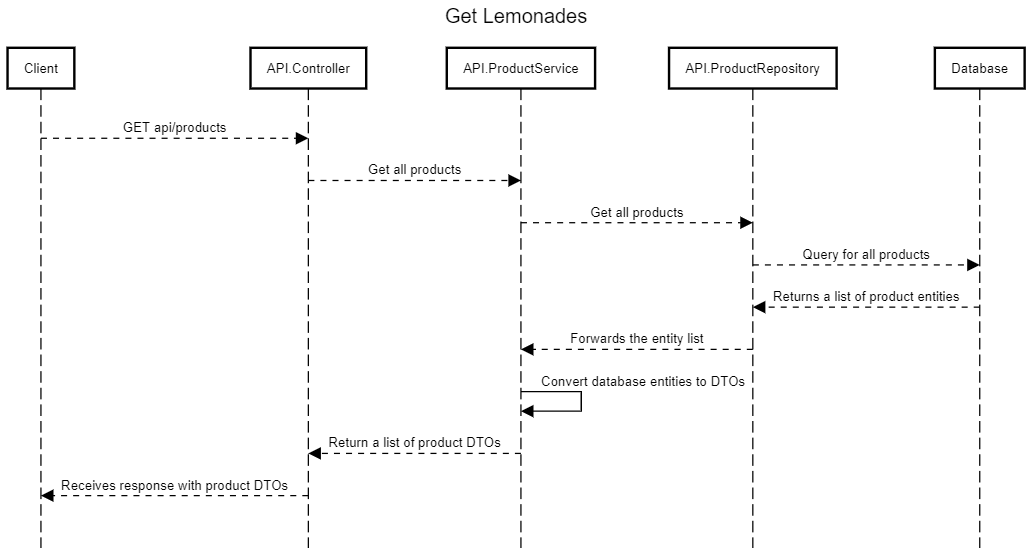 Get Lemonades
Client
API.Controller
API.ProductService
API.ProductRepository
Database
GET api/products
Get all products
Get all products
Query for all products
Returns a list of product entities
Forwards the entity list
Convert database entities to DTOs
Return a list of product DTOs
Receives response with product DTOs